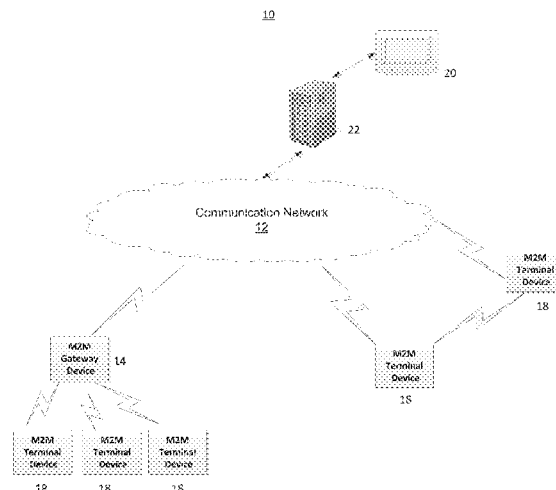 10
20
22
Communication Network
12
M2M
Terminal
Device
18
M2M
Gateway
Device
14
M2M
Terminal
Device
18
M2M
Terminal
Device
18
M2M
Terminal
Device
18
M2M
Terminal
Device
18